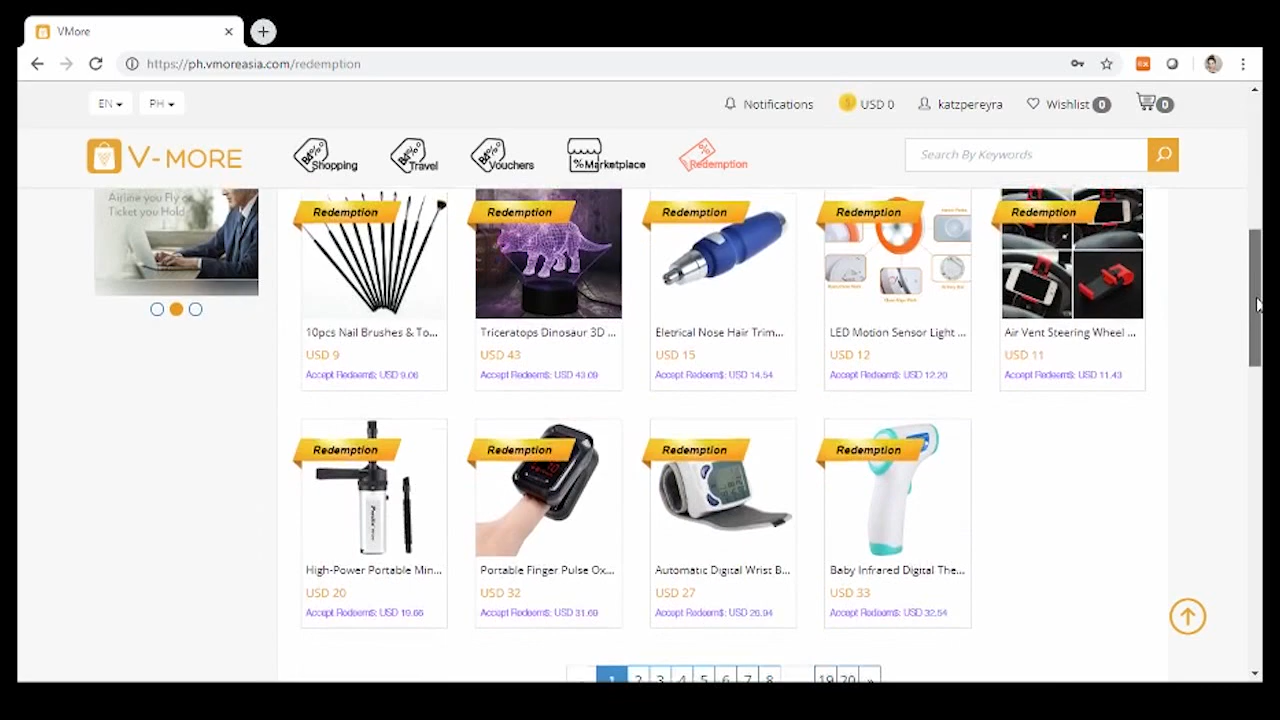 VMore
https://ph.vmoreasia.com/redemption
EN
PH
Notifications
USD 0
katzpereyra
Wishlist 0
0
V-MORE
Shopping
Travel
Vouchers
%Marketplace
Redemption
Search By Keywords
Airline you Fly or
Ticket you Hold
Redemption
Redemption
Redemption
Redemption
Redemption
10pcs Nail Brushes & To...
Triceratops Dinosaur 3D ...
Eletrical Nose Hair Trim...
LED Motion Sensor Light ...
Air Vent Steering Wheel ...
USD 9
USD 43
USD 15
USD 12
USD 11
Accept Redeem$: USD 9.06
Accept Redeem$: USD 43.09
Accept Redeem$: USD 14.54
Accept Redeem$: USD 12.20
Accept Redeem$: USD 11.43
Redemption
Redemption
Redemption
Redemption
High-Power Portable Min...
Portable Finger Pulse Ox...
Automatic Digital Wrist B...
Baby Infrared Digital The...
USD 20
USD 32
USD 27
USD 33
Accept Redeem$: USD 19.66
Accept Redeem$: USD 31.69
Accept Redeem$: USD 26.94
Accept Redeem$: USD 32.54
1 2 3 4 5 6 7 8 ... 19 20 »